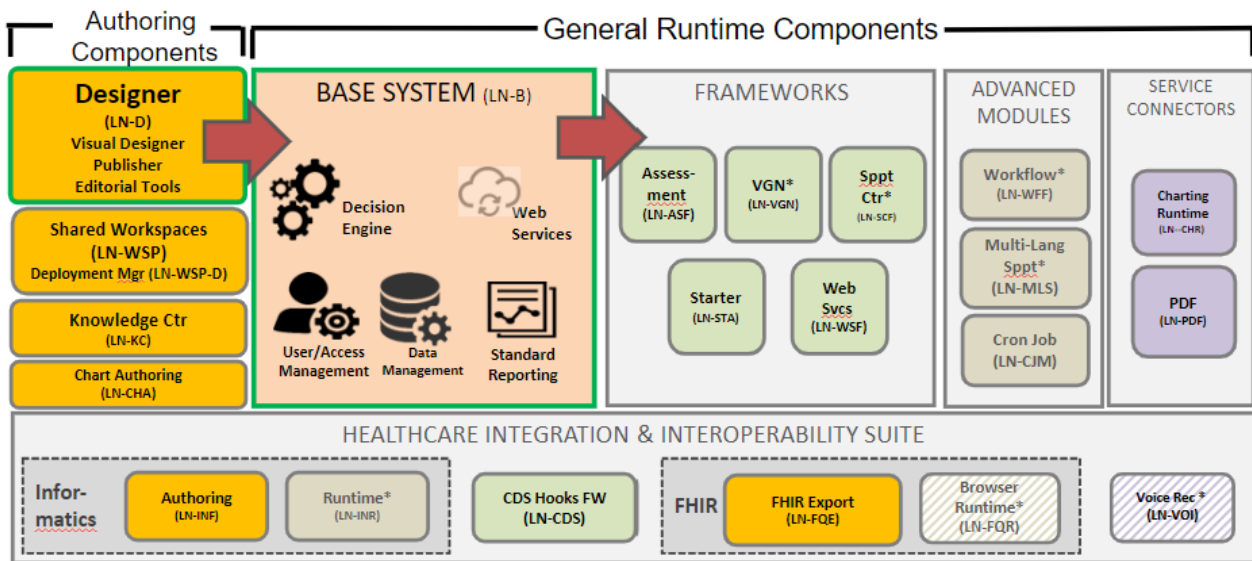 Authoring
Components
General Runtime Components
Designer
(LN-D)
Visual Designer
Publisher
Editorial Tools
Shared Workspaces
(LN-WSP)
Deployment Mgr (LN-WSP-D)
Knowledge Ctr
(LN-KC)
Chart Authoring
(LN-CHA)
BASE SYSTEM (LN-B)
Decision
Engine
Web
Services
User/Access
Management
Data
Management
Standard
Reporting
FRAMEWORKS
Assess-
ment
(LN-ASF)
VGN*
(LN-VGN)
Sppt
Ctr*
(LN-SCF)
Starter
(LN-STA)
Web
Svcs
(LN-WSF)
ADVANCED
MODULES
Workflow*
(LN-WFF)
Multi-Lang
Sppt*
(LN-MLS)
Cron Job
(LN-CJM)
SERVICE
CONNECTORS
Charting
Runtime
(LN--CHR)
PDF
(LN-PDF)
HEALTHCARE INTEGRATION & INTEROPERABILITY SUITE
Infor-
matics
Authoring
(LN-INF)
Runtime*
(LN-INR)
CDS Hooks FW
(LN-CDS)
FHIR
FHIR Export
(LN-FQE)
Browser
Runtime*
(LN-FQR)
Voice Rec *
(LN-VOI)